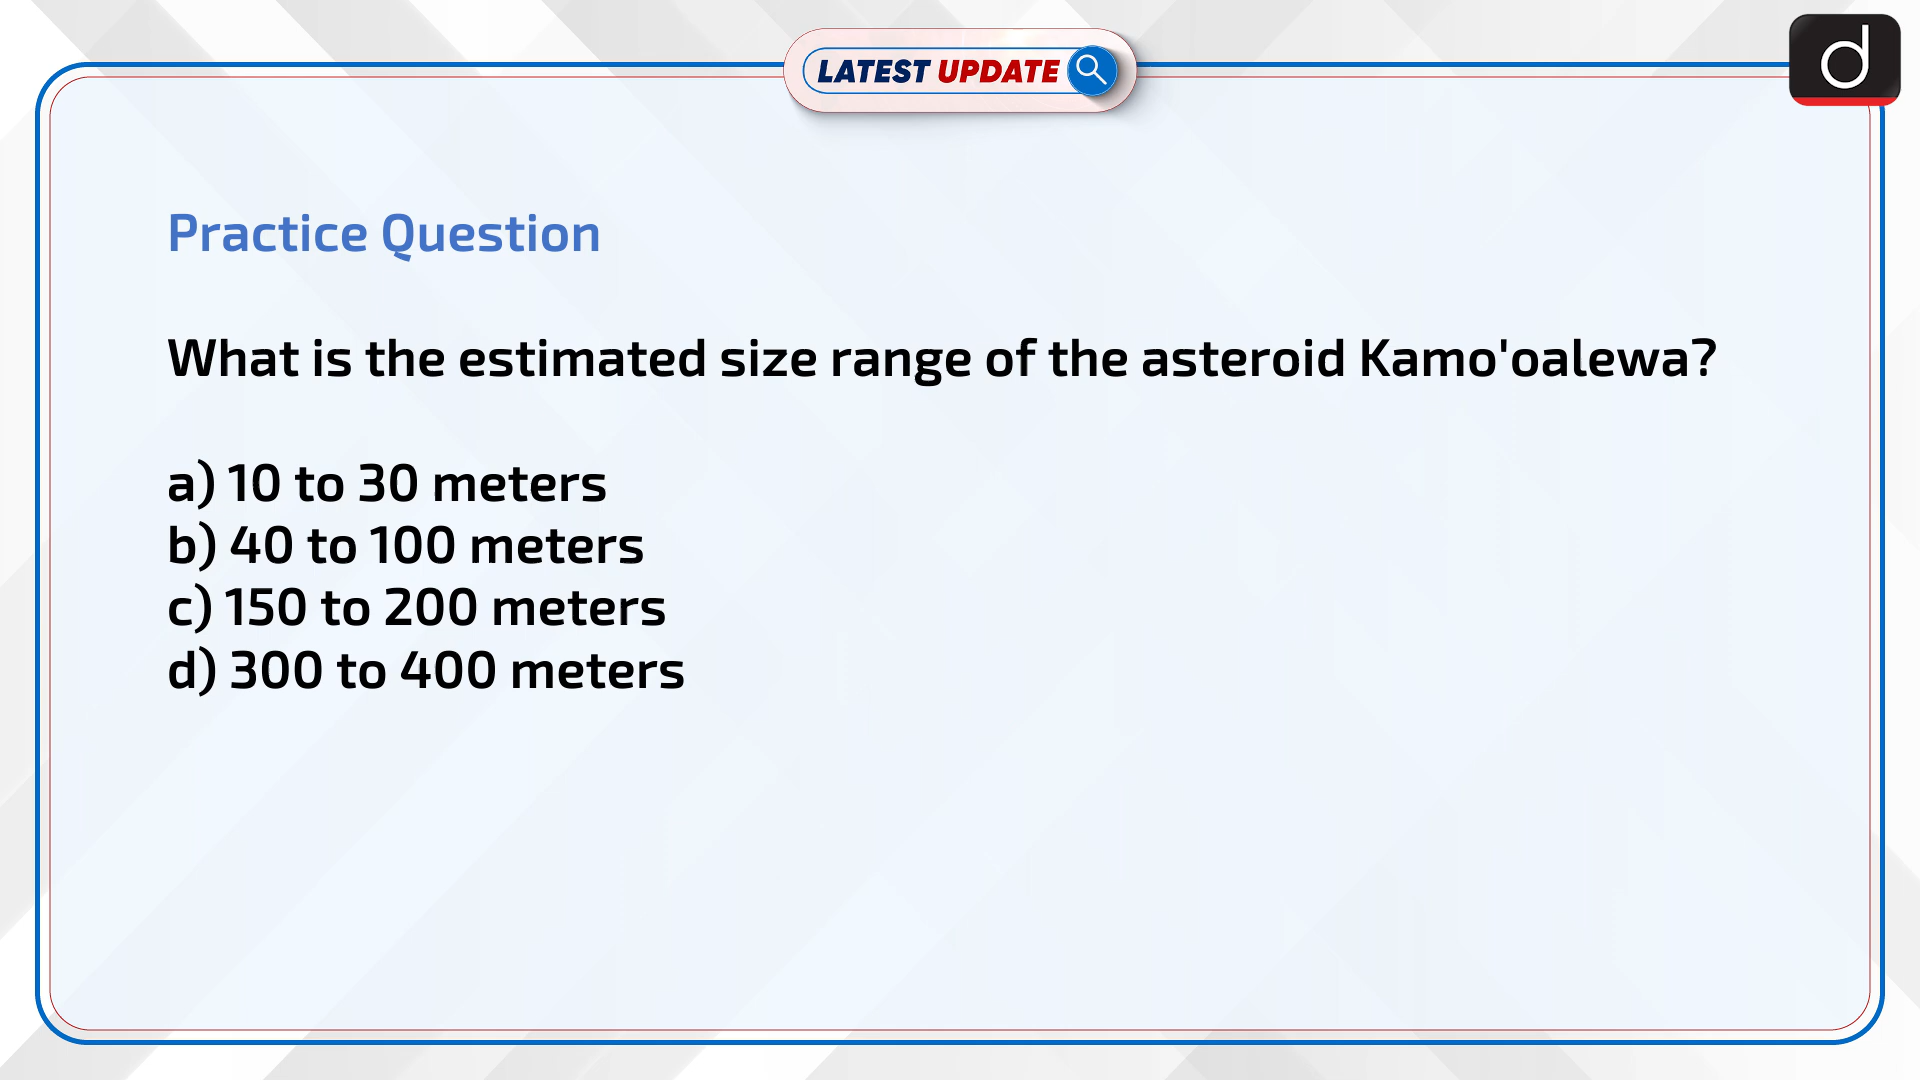 LATEST UPDATE
d
Practice Question
What is the estimated size range of the asteroid Kamo'oalewa?
a) 10 to 30 meters
b) 40 to 100 meters
c) 150 to 200 meters
d) 300 to 400 meters